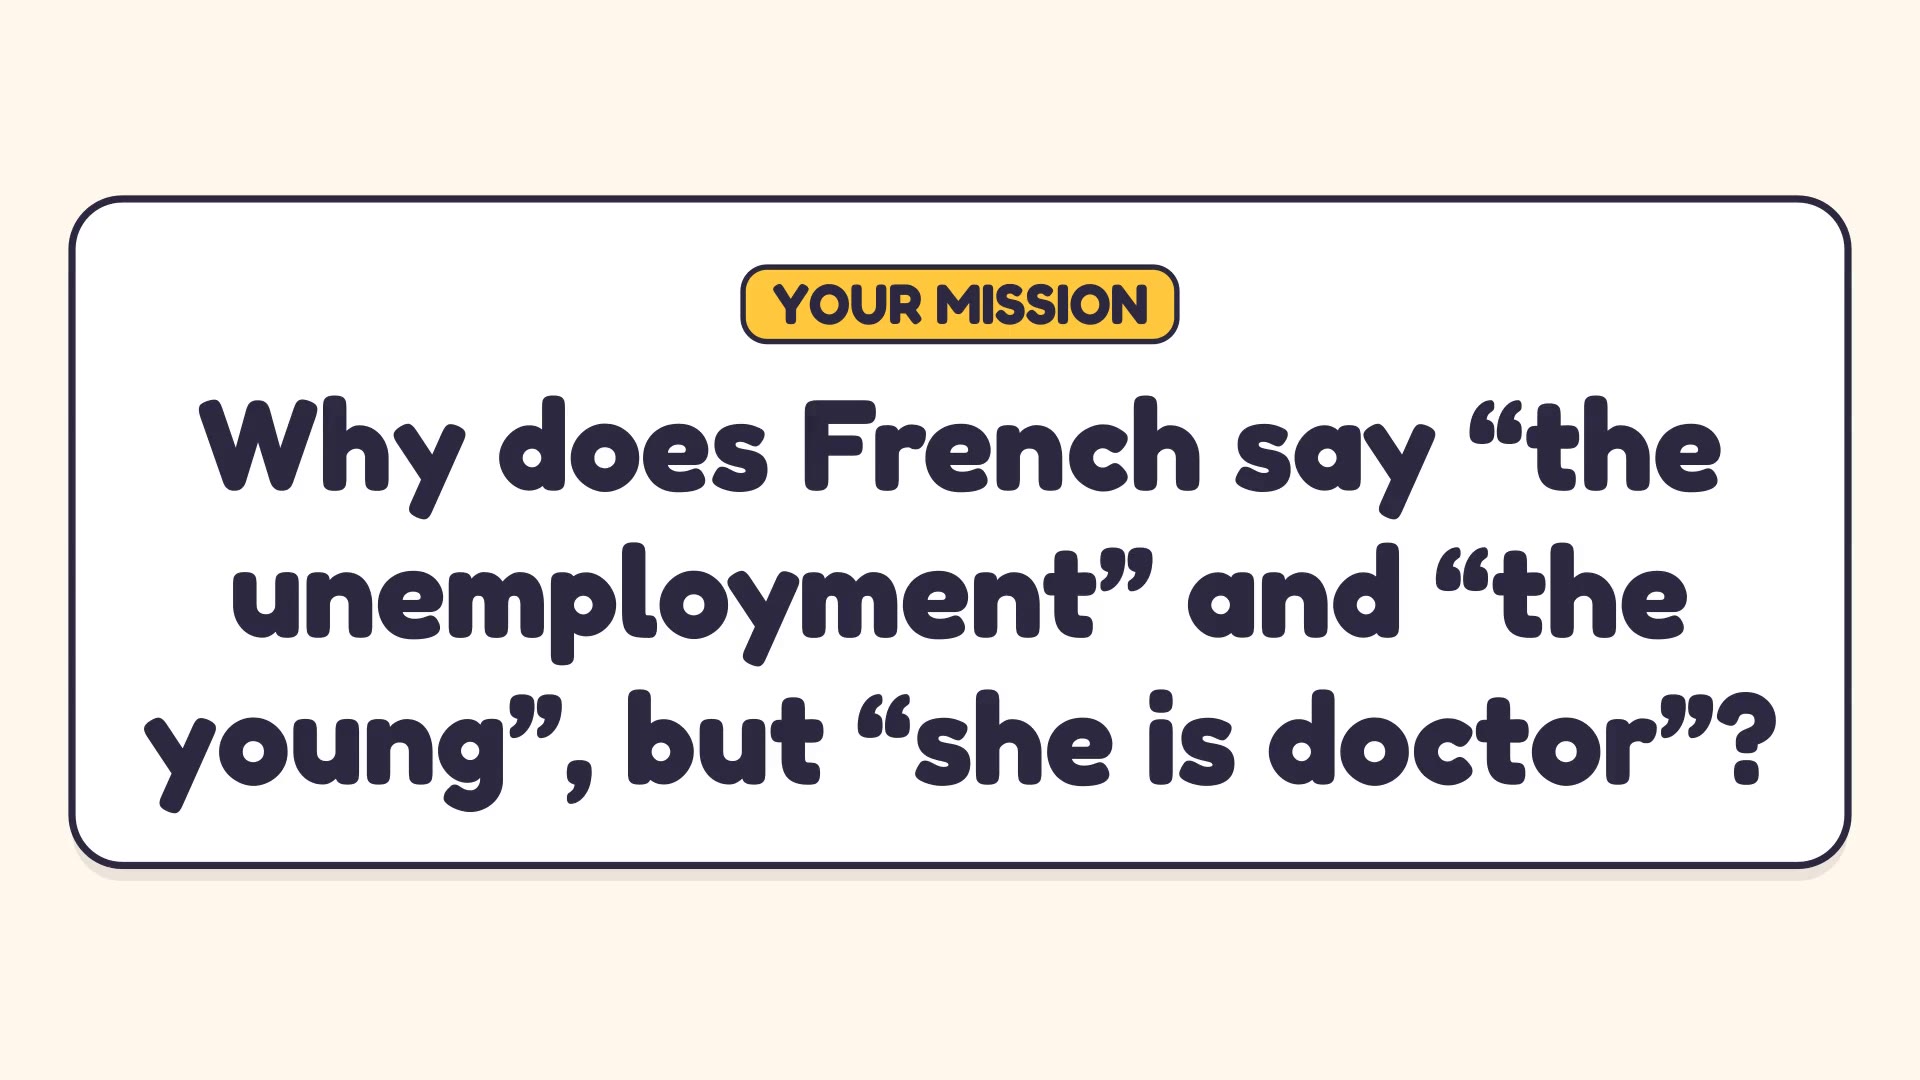 YOUR MISSION
Why does French say “the
unemployment” and “the
young”, but “she is doctor”?